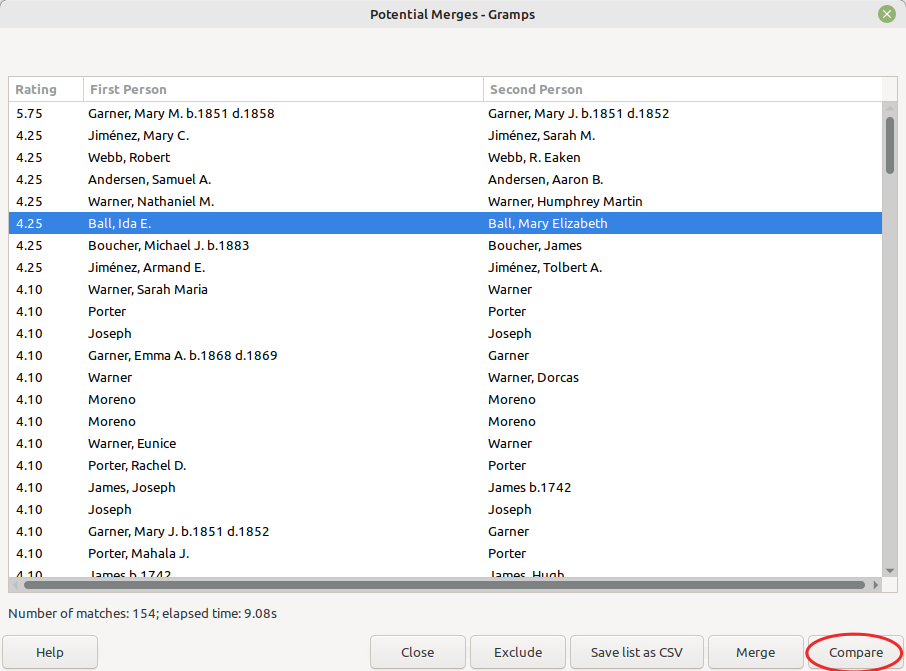 Potential Merges - Gramps
Rating First Person Second Person
5.75 Garner, Mary M. b.1851 d.1858 Garner, Mary J. b.1851 d.1852
4.25 Jiménez, Mary C. Jiménez, Sarah M.
4.25 Webb, Robert Webb, R. Eaken
4.25 Andersen, Samuel A. Andersen, Aaron B.
4.25 Warner, Nathaniel M. Warner, Humphrey Martin
4.25 Ball, Ida E. Ball, Mary Elizabeth
4.25 Boucher, Michael J. b.1883 Boucher, James
4.25 Jiménez, Armand E. Jiménez, Tolbert A.
4.10 Warner, Sarah Maria Warner
4.10 Porter Porter
4.10 Joseph Joseph
4.10 Garner, Emma A. b.1868 d.1869 Garner
4.10 Warner Warner, Dorcas
4.10 Moreno Moreno
4.10 Moreno Moreno
4.10 Warner, Eunice Warner
4.10 Porter, Rachel D. Porter
4.10 James, Joseph James b.1742
4.10 Joseph Joseph
4.10 Garner, Mary J. b.1851 d.1852 Garner
4.10 Porter, Mahala J. Porter
4.10 James b.1742 James, Hugh
Number of matches: 154; elapsed time: 9.08s
Help Close Exclude Save list as CSV Merge Compare